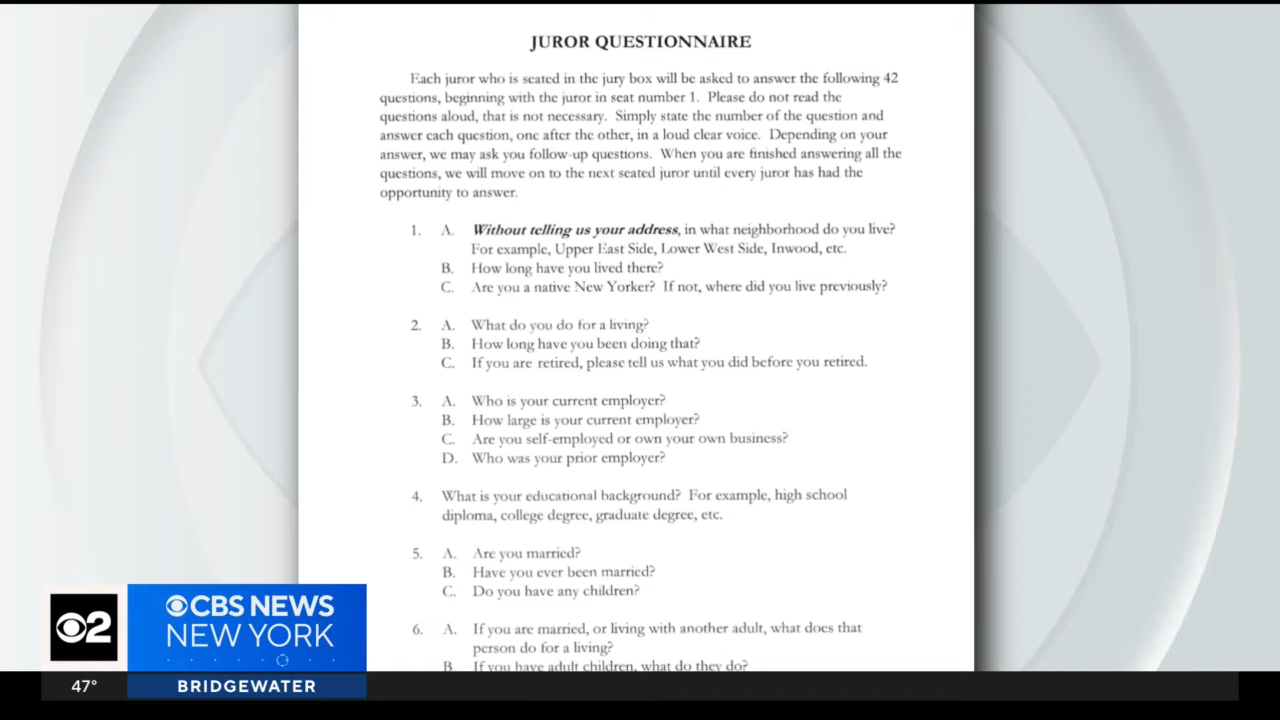 JUROR QUESTIONNAIRE
Each juror who is seated in the jury box will be asked to answer the following 42
questions, beginning with the juror in seat number 1. Please do not read the
questions aloud, that is not necessary. Simply state the number of the question and
answer each question, one after the other, in a loud clear voice. Depending on your
answer, we may ask you follow-up questions. When you are finished answering all the
questions, we will move on to the next seated juror until every juror has had the
opportunity to answer.
1. A. Without telling us your address, in what neighborhood do you live?
For example, Upper East Side, Lower West Side, Inwood, etc.
B. How long have you lived there?
C. Are you a native New Yorker? If not, where did you live previously?
2. A. What do you do for a living?
B. How long have you been doing that?
C. If you are retired, please tell us what you did before you retired.
3. A. Who is your current employer?
B. How large is your current employer?
C. Are you self-employed or own your own business?
D. Who was your prior employer?
4. What is your educational background? For example, high school
diploma, college degree, graduate degree, etc.
5. A. Are you married?
B. Have you ever been married?
C. Do you have any children?
6. A. If you are married, or living with another adult, what does that
person do for a living?
B. If you have adult children, what do they do?
2
CBS NEWS
NEW YORK
47°
BRIDGEWATER